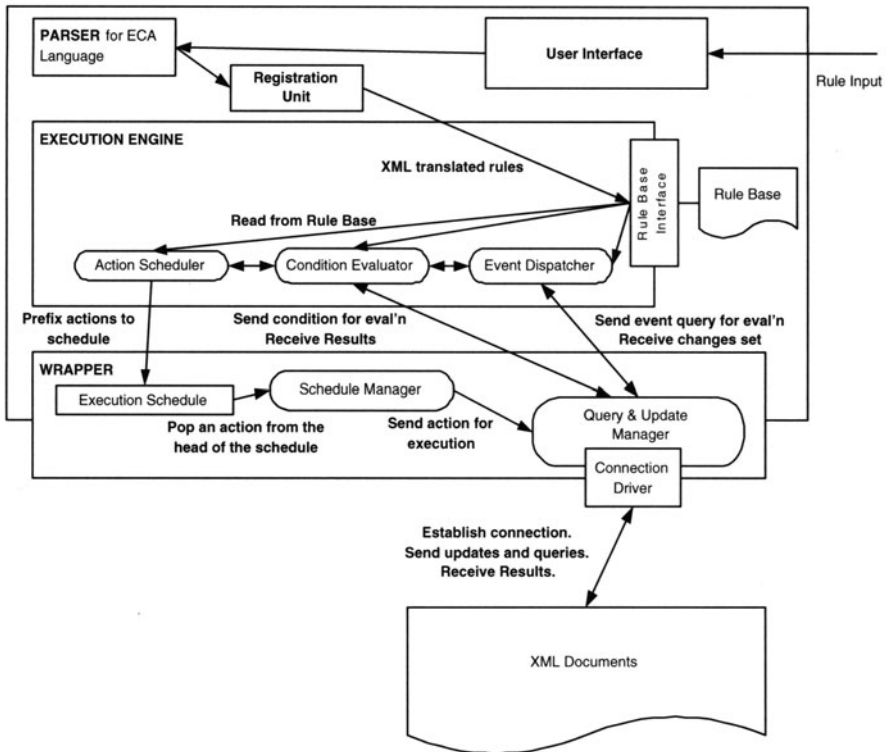 PARSER for ECA
Language
User Interface
Rule Input
Registration
Unit
EXECUTION ENGINE
XML translated rules
Rule Base
Interface
Rule Base
Read from Rule Base
Action Scheduler
Condition Evaluator
Event Dispatcher
Prefix actions to
schedule
Send condition for eval'n
Receive Results
Send event query for eval'n
Receive changes set
WRAPPER
Execution Schedule
Schedule Manager
Pop an action from the
head of the schedule
Send action for
execution
Query & Update
Manager
Connection
Driver
Establish connection.
Send updates and queries.
Receive Results.
XML Documents